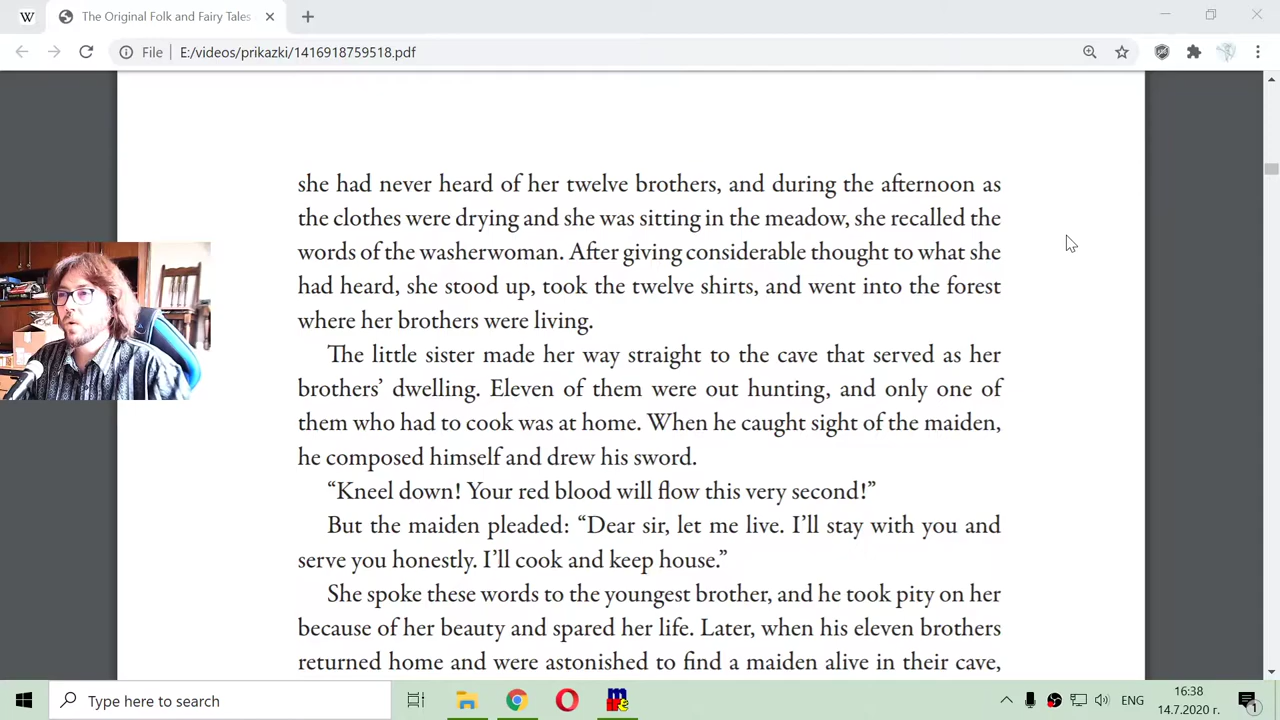 The Original Folk and Fairy Tales
File E:/videos/prikazki/1416918759518.pdf
she had never heard of her twelve brothers, and during the afternoon as
the clothes were drying and she was sitting in the meadow, she recalled the
words of the washerwoman. After giving considerable thought to what she
had heard, she stood up, took the twelve shirts, and went into the forest
where her brothers were living.
The little sister made her way straight to the cave that served as her
brothers’ dwelling. Eleven of them were out hunting, and only one of
them who had to cook was at home. When he caught sight of the maiden,
he composed himself and drew his sword.
“Kneel down! Your red blood will flow this very second!”
But the maiden pleaded: “Dear sir, let me live. I’ll stay with you and
serve you honestly. I’ll cook and keep house.”
She spoke these words to the youngest brother, and he took pity on her
because of her beauty and spared her life. Later, when his eleven brothers
returned home and were astonished to find a maiden alive in their cave,
Type here to search
ЕНГ
16:38
14.7.2020 г.
1